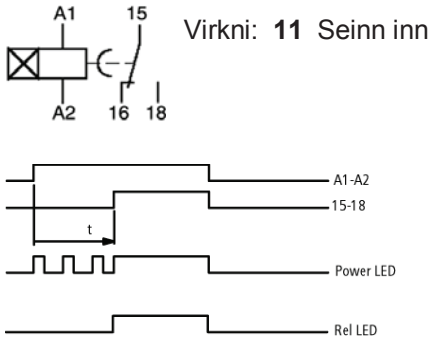 A1 15 Virkni: 11 Seinn inn
A2 16 18
A1-A2
15-18
t
Power LED
Rel LED